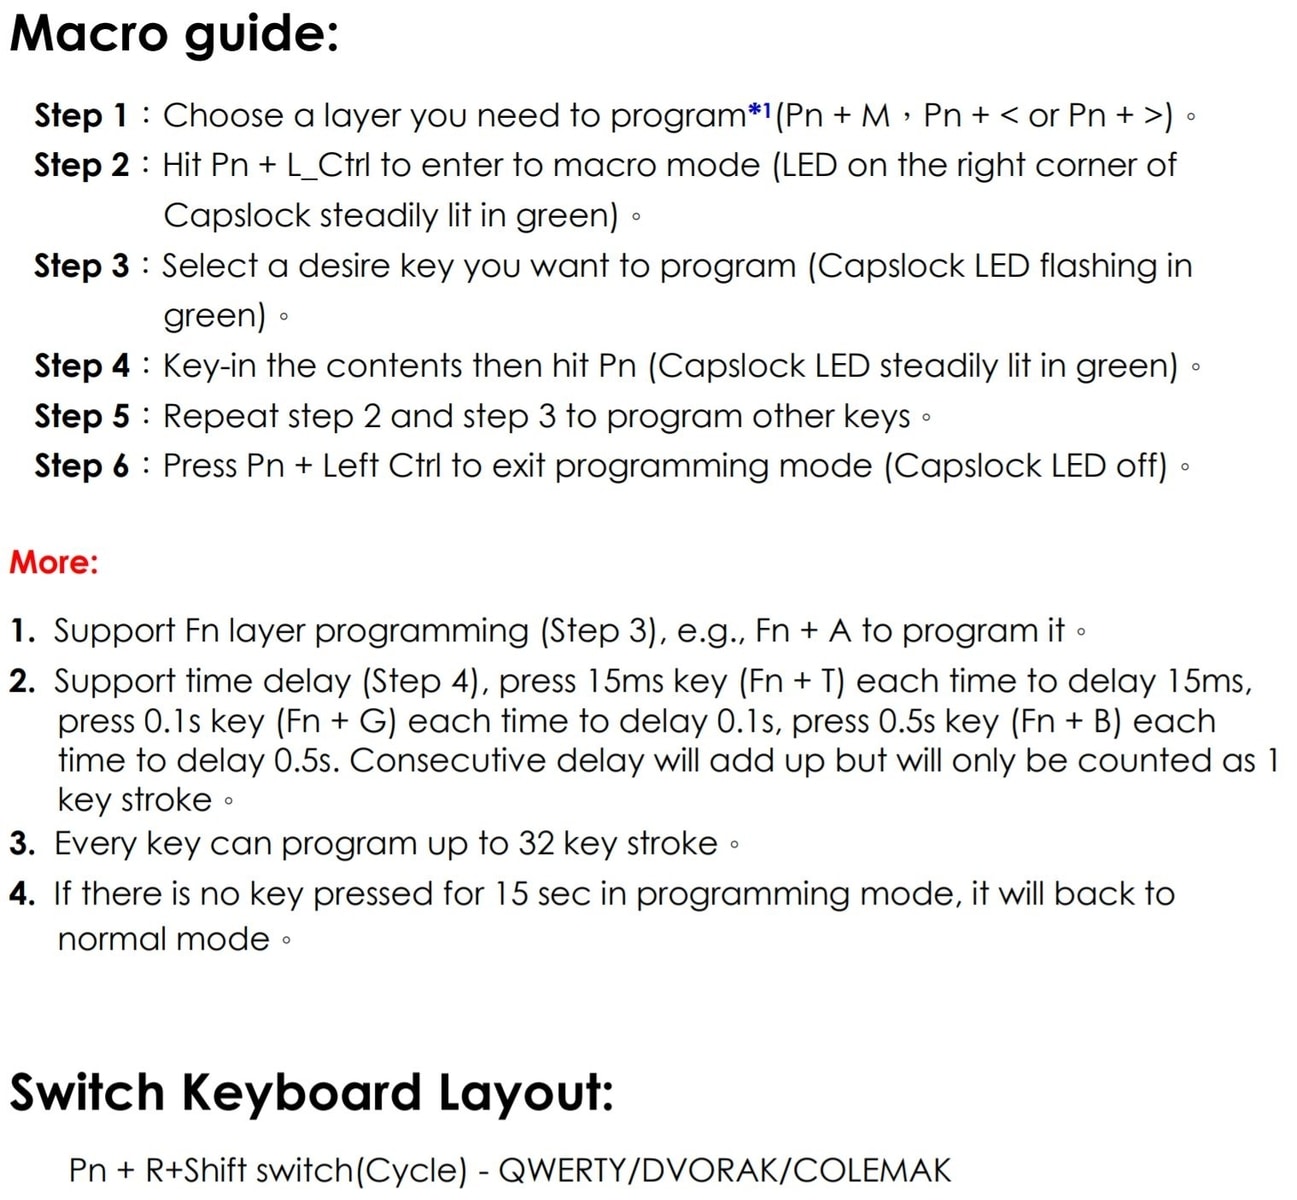 Macro guide:
Step 1：Choose a layer you need to program*1(Pn + M，Pn + < or Pn + >)。
Step 2：Hit Pn + L_Ctrl to enter to macro mode (LED on the right corner of
Capslock steadily lit in green)。
Step 3：Select a desire key you want to program (Capslock LED flashing in
green)。
Step 4：Key-in the contents then hit Pn (Capslock LED steadily lit in green)。
Step 5：Repeat step 2 and step 3 to program other keys。
Step 6：Press Pn + Left Ctrl to exit programming mode (Capslock LED off)。
More:
1. Support Fn layer programming (Step 3), e.g., Fn + A to program it。
2. Support time delay (Step 4), press 15ms key (Fn + T) each time to delay 15ms,
press 0.1s key (Fn + G) each time to delay 0.1s, press 0.5s key (Fn + B) each
time to delay 0.5s. Consecutive delay will add up but will only be counted as 1
key stroke。
3. Every key can program up to 32 key stroke。
4. If there is no key pressed for 15 sec in programming mode, it will back to
normal mode。
Switch Keyboard Layout:
Pn + R+Shift switch(Cycle) - QWERTY/DVORAK/COLEMAK